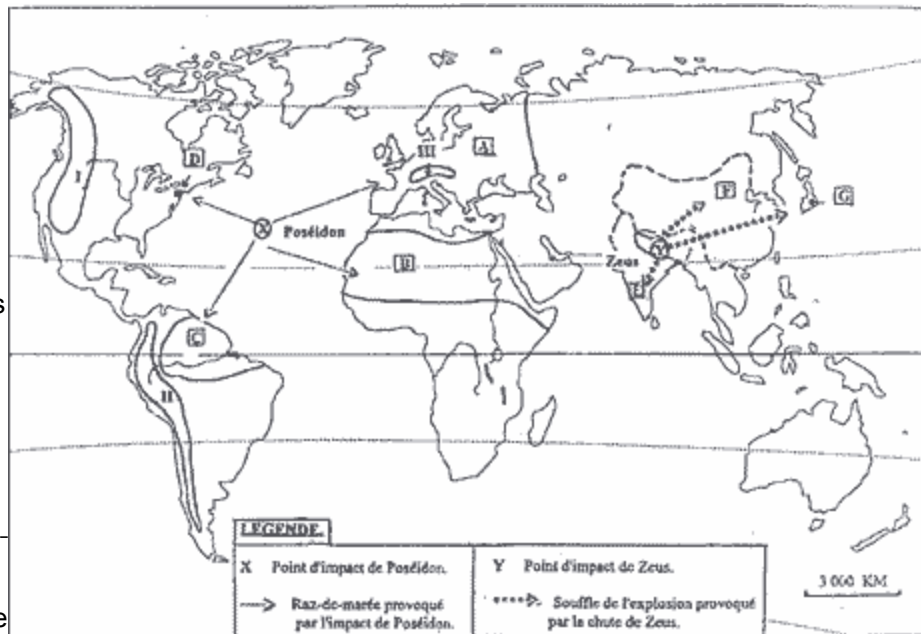 D
III
A
I
F
G
X
Poséidon
Y
B
Zeus
E
s
C
II
LEGENDE.
X Point d'impact de Poséidon.
Raz-de-marée provoqué
par l'impact de Poséidon.
Y Point d'impact de Zeus.
Souffle de l'explosion provoqué
par la chute de Zeus.
3 000 KM
e